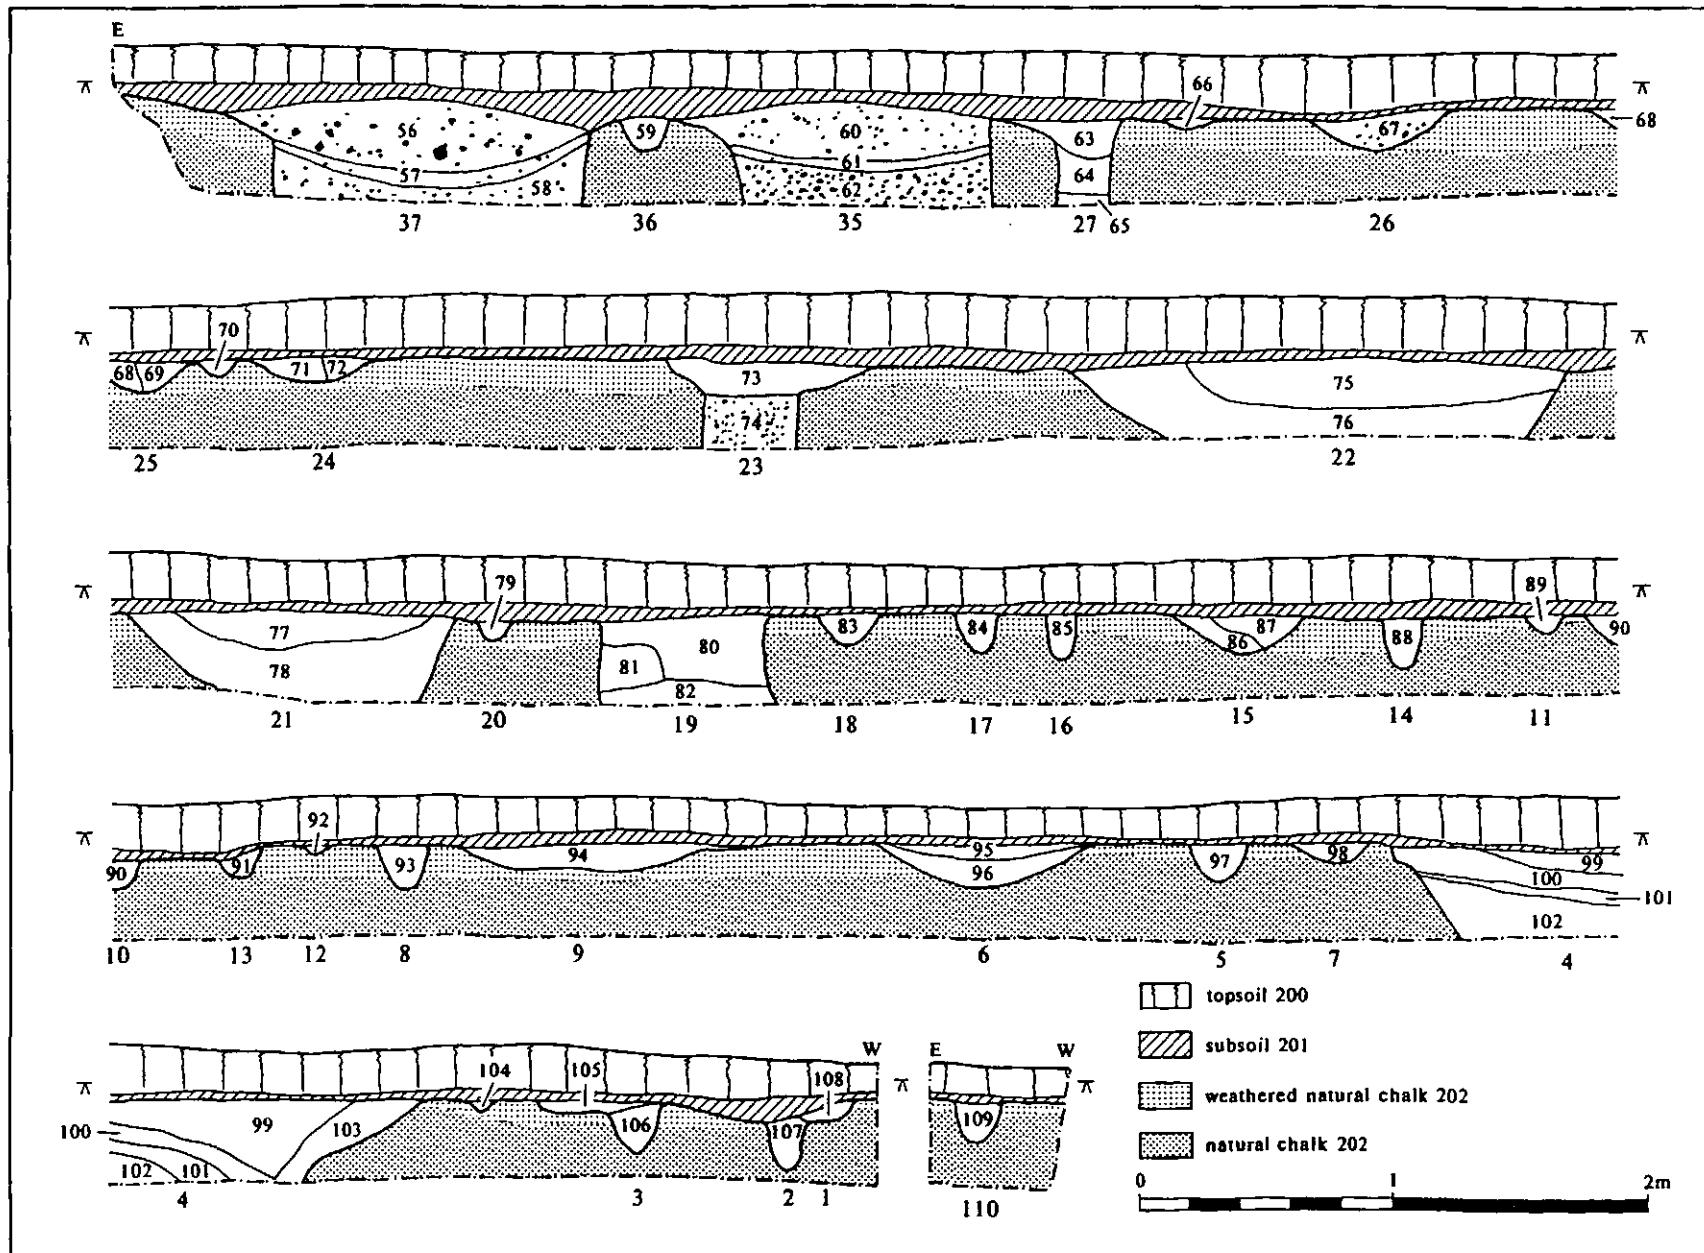 E
66
56 59 60 63 67 68
57 61 64
58 62
37 36 35 27 65 26
70
68 69 71 72 73 75
74 76
25 24 23 22
79 89
77 80 83 84 85 87 88 90
78 81 86
82
21 20 19 18 17 16 15 14 11
92
90 91 93 94 95 97 98 99
96 100
101
102
10 13 12 8 9 6 5 7 4
topsoil 200
subsoil 201
weathered natural chalk 202
natural chalk 202
0 1 2m
W E W
104 105 108
99 103 106 107 109
100
102 101
4 3 2 1 110